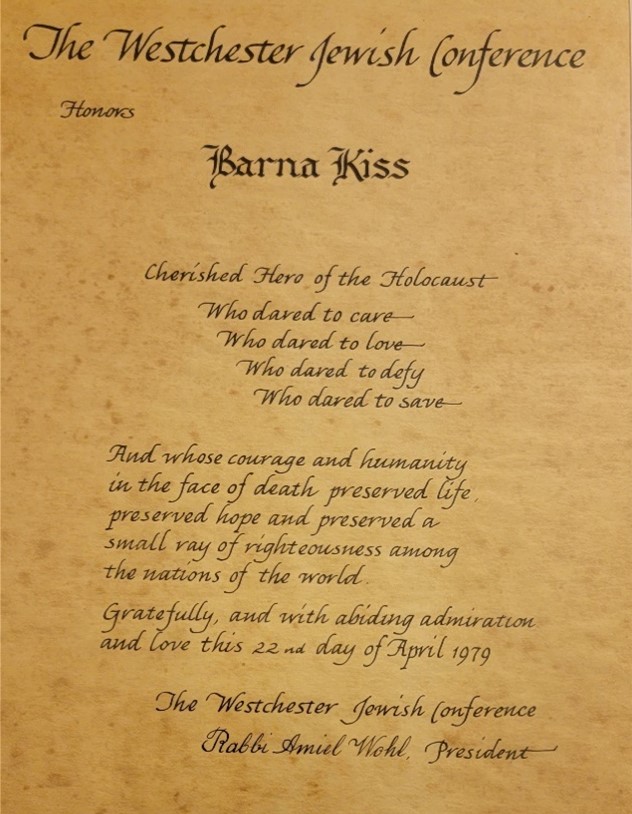 The Westchester Jewish Conference
Honors
Barna Kiss
Cherished Hero of the Holocaust
Who dared to care
Who dared to love
Who dared to defy
Who dared to save
And whose courage and humanity
in the face of death preserved life,
preserved hope and preserved a
small ray of righteousness among
the nations of the world.
Gratefully, and with abiding admiration
and love this 22nd day of April 1979
The Westchester Jewish Conference
Rabbi Amiel Wohl, President